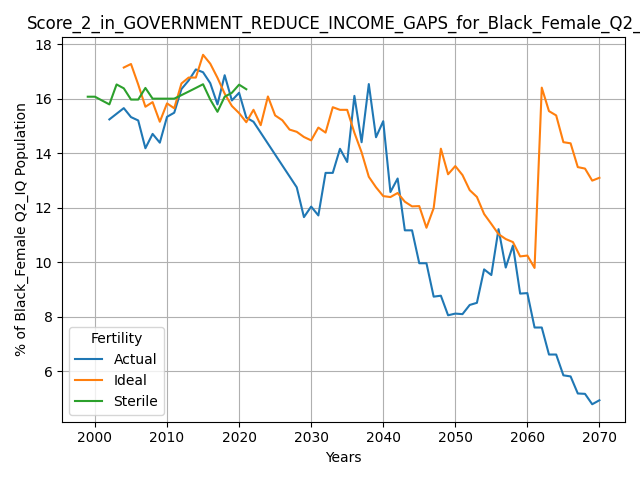 Score_2_in_GOVERNMENT_REDUCE_INCOME_GAPS_for_Black_Female_Q2_
% of Black_Female Q2_IQ Population
18
16
14
12
10
8
6
Fertility
Actual
Ideal
Sterile
2000 2010 2020 2030 2040 2050 2060 2070
Years